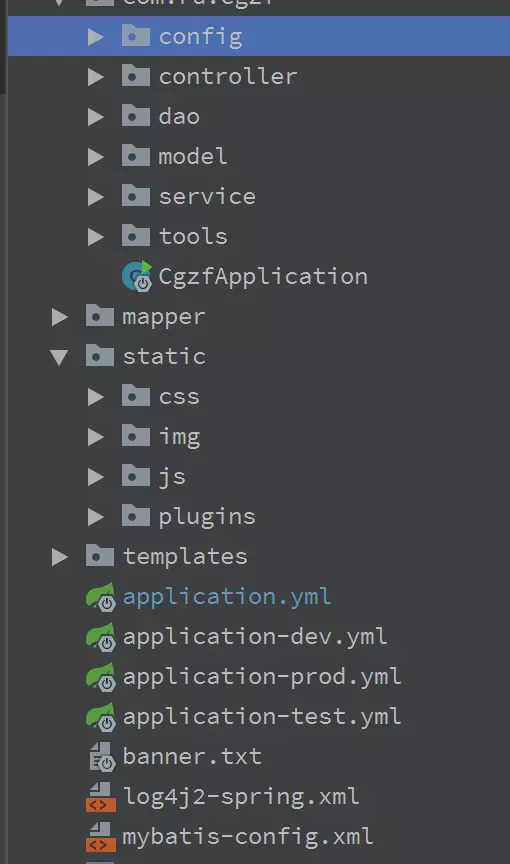 config
controller
dao
model
service
tools
CgzfApplication
mapper
static
css
img
js
plugins
templates
application.yml
application-dev.yml
application-prod.yml
application-test.yml
banner.txt
log4j2-spring.xml
mybatis-config.xml